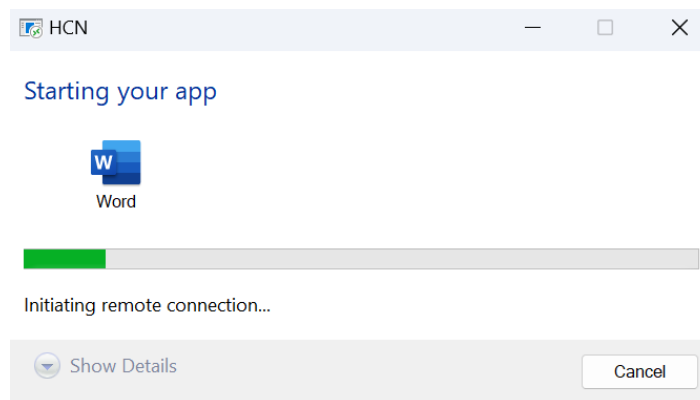 HCN
Starting your app
W
Word
Initiating remote connection...
Show Details
Cancel